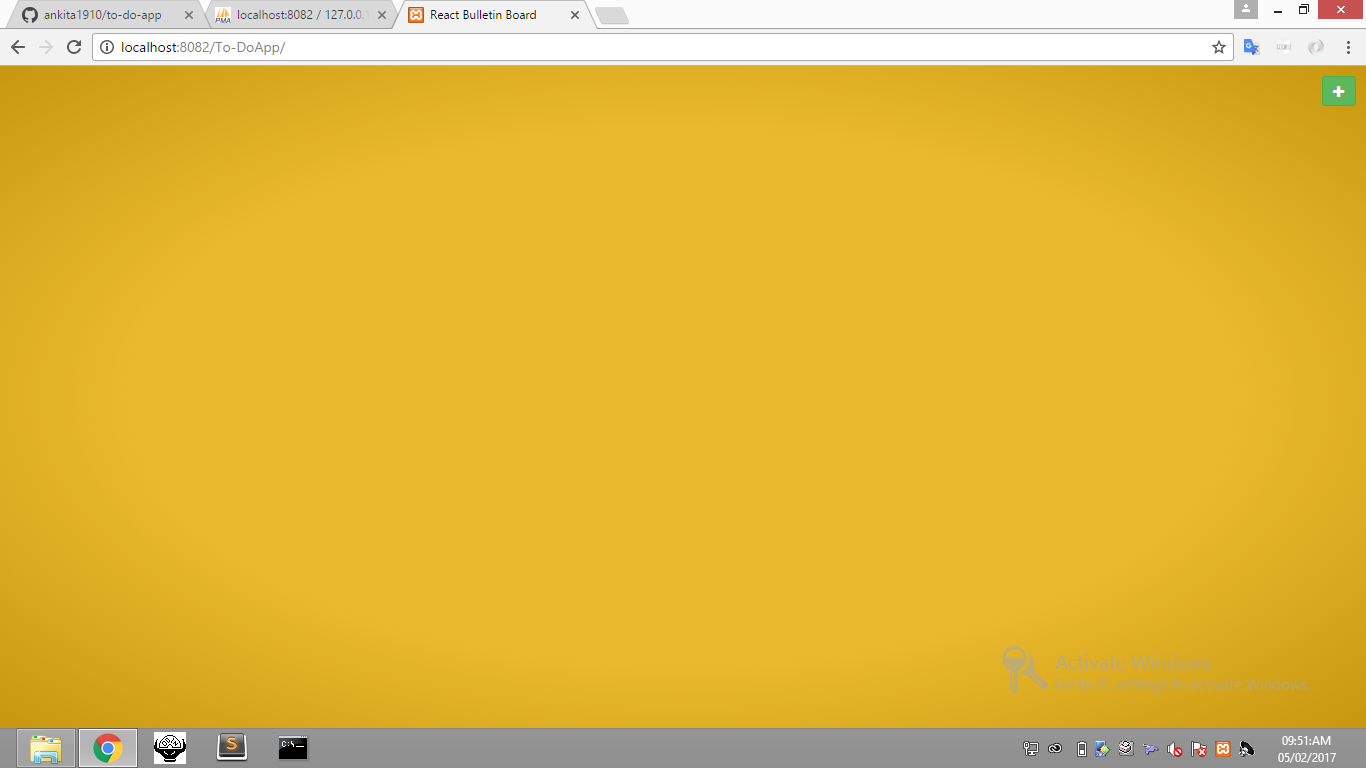 ankita1910/to-do-app
localhost:8082 / 127.0.0.1
React Bulletin Board
localhost:8082/To-DoApp/
Activate Windows
Go to PC settings to activate Windows.
PMA
S
C:\
09:51:AM
05/02/2017